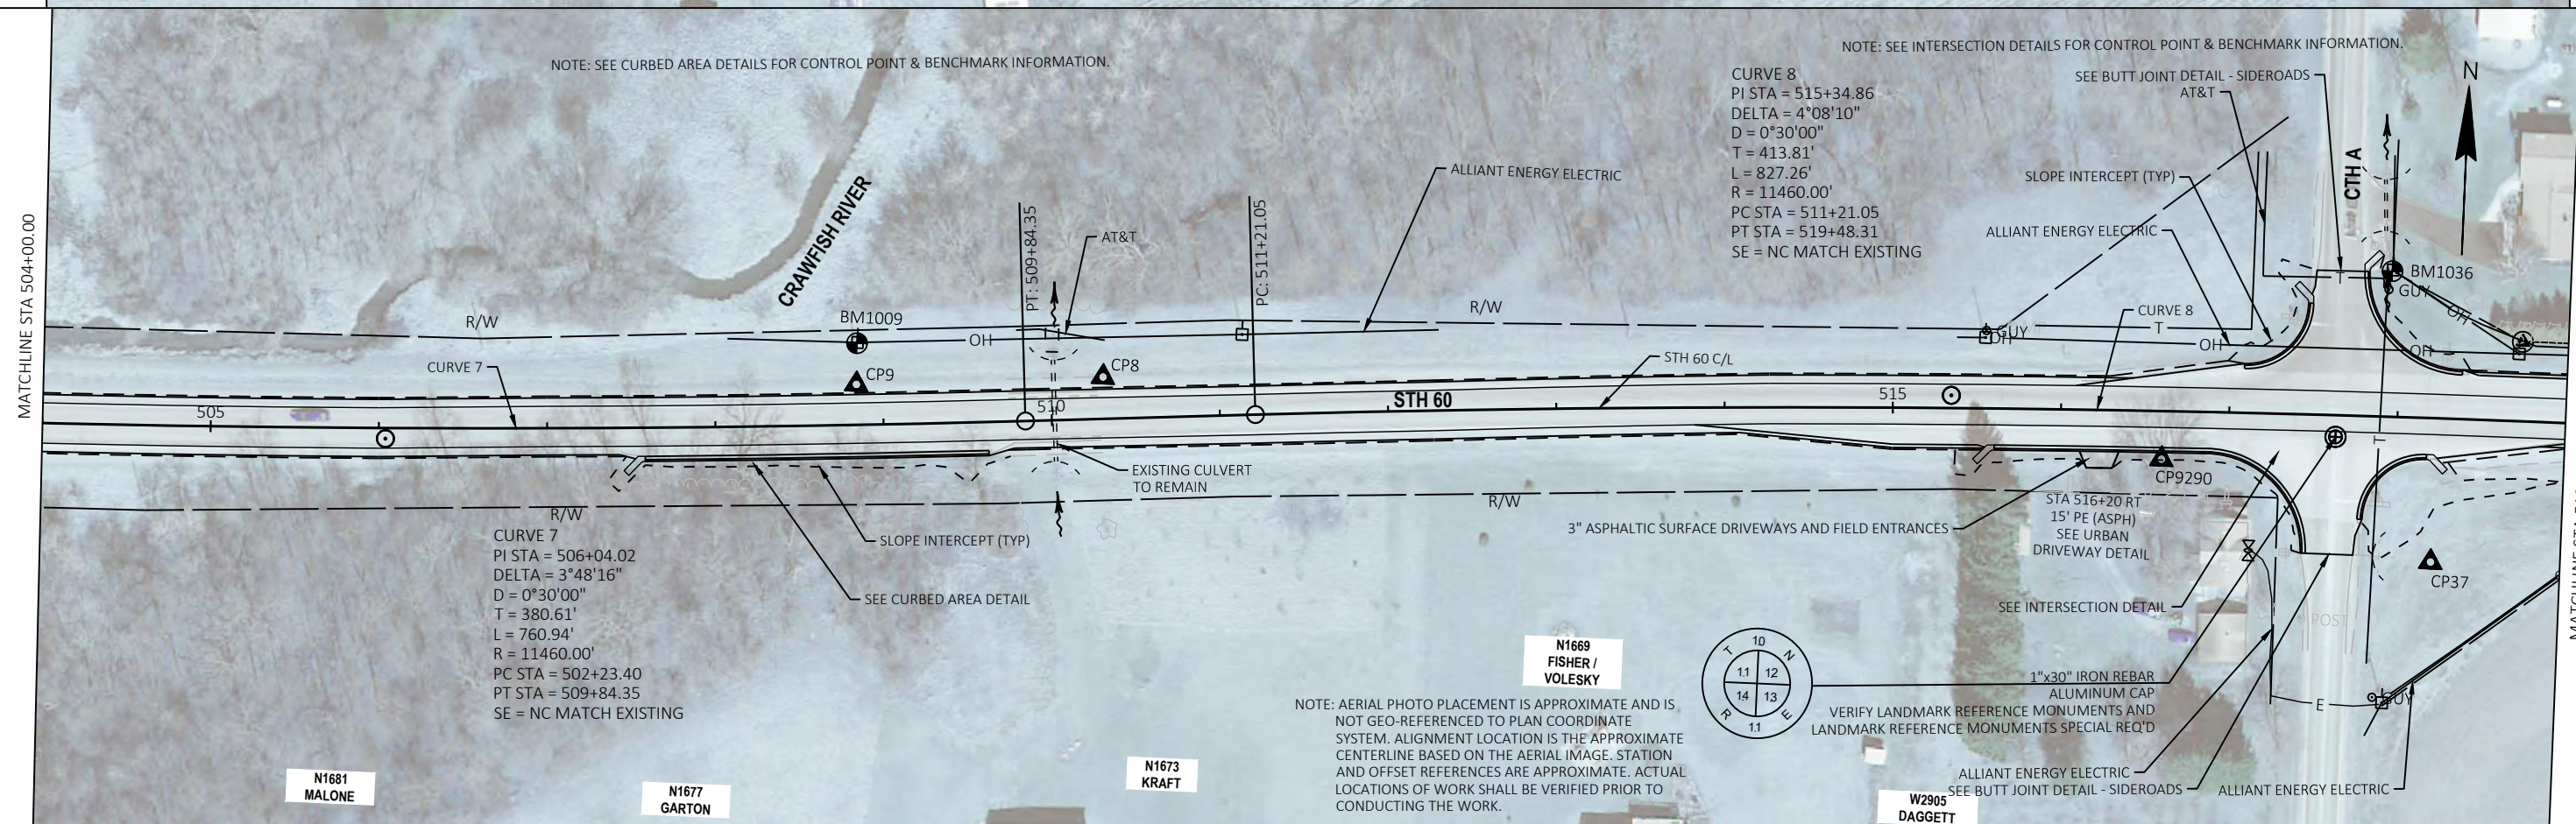 NOTE: SEE CURBED AREA DETAILS FOR CONTROL POINT & BENCHMARK INFORMATION.
NOTE: SEE INTERSECTION DETAILS FOR CONTROL POINT & BENCHMARK INFORMATION.
CURVE 8
PI STA = 515+34.86
DELTA = 4°08'10"
D = 0°30'00"
T = 413.81'
L = 827.26'
R = 11460.00'
PC STA = 511+21.05
PT STA = 519+48.31
SE = NC MATCH EXISTING
SEE BUTT JOINT DETAIL - SIDEROADS
AT&T
N
SLOPE INTERCEPT (TYP)
ALLIANT ENERGY ELECTRIC
CTH A
ALLIANT ENERGY ELECTRIC
CRAWFISH RIVER
MATCHLINE STA 504+00.00
PT: 509+84.35
AT&T
PC: 511+21.05
BM1036
GUY
OH
R/W
BM1009
OH
R/W
GUY
OH
CURVE 8
T
OH
OH
T
CURVE 7
CP9
CP8
STH 60 C/L
505
510
STH 60
515
T
EXISTING CULVERT
TO REMAIN
R/W
R/W
CP9290
STA 516+20 RT
15' PE (ASPH)
SEE URBAN
DRIVEWAY DETAIL
3" ASPHALTIC SURFACE DRIVEWAYS AND FIELD ENTRANCES
CP37
CURVE 7
PI STA = 506+04.02
DELTA = 3°48'16"
D = 0°30'00"
T = 380.61'
L = 760.94'
R = 11460.00'
PC STA = 502+23.40
PT STA = 509+84.35
SE = NC MATCH EXISTING
SLOPE INTERCEPT (TYP)
SEE CURBED AREA DETAIL
SEE INTERSECTION DETAIL
POST
N1669
FISHER /
VOLESKY
10
T N
11 12
14 13
R E
11
1"x30" IRON REBAR
ALUMINUM CAP
VERIFY LANDMARK REFERENCE MONUMENTS AND
LANDMARK REFERENCE MONUMENTS SPECIAL REQ'D
E
GUY
NOTE: AERIAL PHOTO PLACEMENT IS APPROXIMATE AND IS
NOT GEO-REFERENCED TO PLAN COORDINATE
SYSTEM. ALIGNMENT LOCATION IS THE APPROXIMATE
CENTERLINE BASED ON THE AERIAL IMAGE. STATION
AND OFFSET REFERENCES ARE APPROXIMATE. ACTUAL
LOCATIONS OF WORK SHALL BE VERIFIED PRIOR TO
CONDUCTING THE WORK.
N1681
MALONE
N1677
GARTON
N1673
KRAFT
W2905
DAGGETT
ALLIANT ENERGY ELECTRIC
SEE BUTT JOINT DETAIL - SIDEROADS
ALLIANT ENERGY ELECTRIC